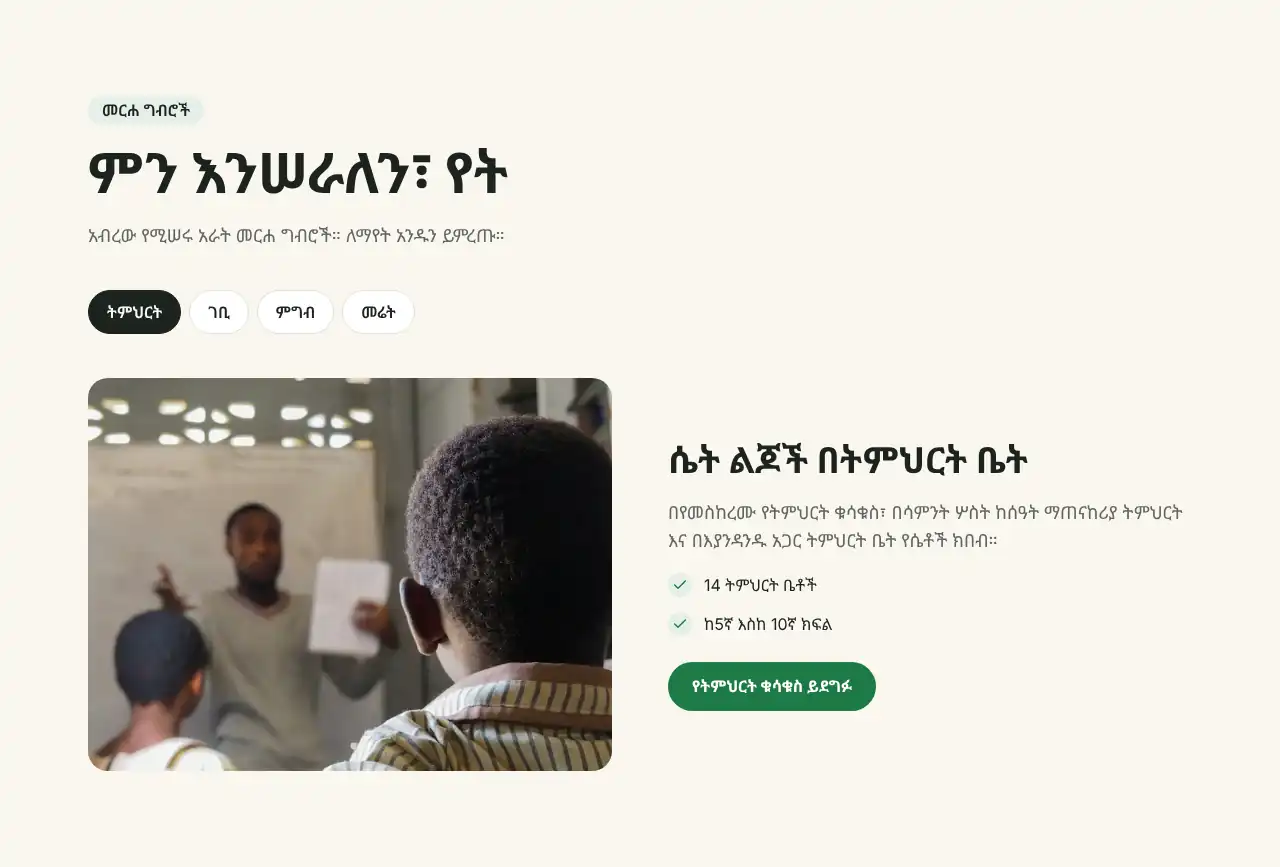 መርሐ ግብሮች
ምን እንሠራለን፣ የት
አብረው የሚሠሩ አራት መርሐ ግብሮች። ለማየት አንዱን ይምረጡ።
ትምህርት
ገቢ
ምግብ
መሬት
ሴት ልጆች በትምህርት ቤት
በየመስከረሙ የትምህርት ቁሳቁስ፣ በሳምንት ሦስት ከሰዓት ማጠናከሪያ ትምህርት
እና በእያንዳንዱ አጋር ትምህርት ቤት የሴቶች ክበብ።
14 ትምህርት ቤቶች
ከ5ኛ እስከ 10ኛ ክፍል
የትምህርት ቁሳቁስ ይደግፉ